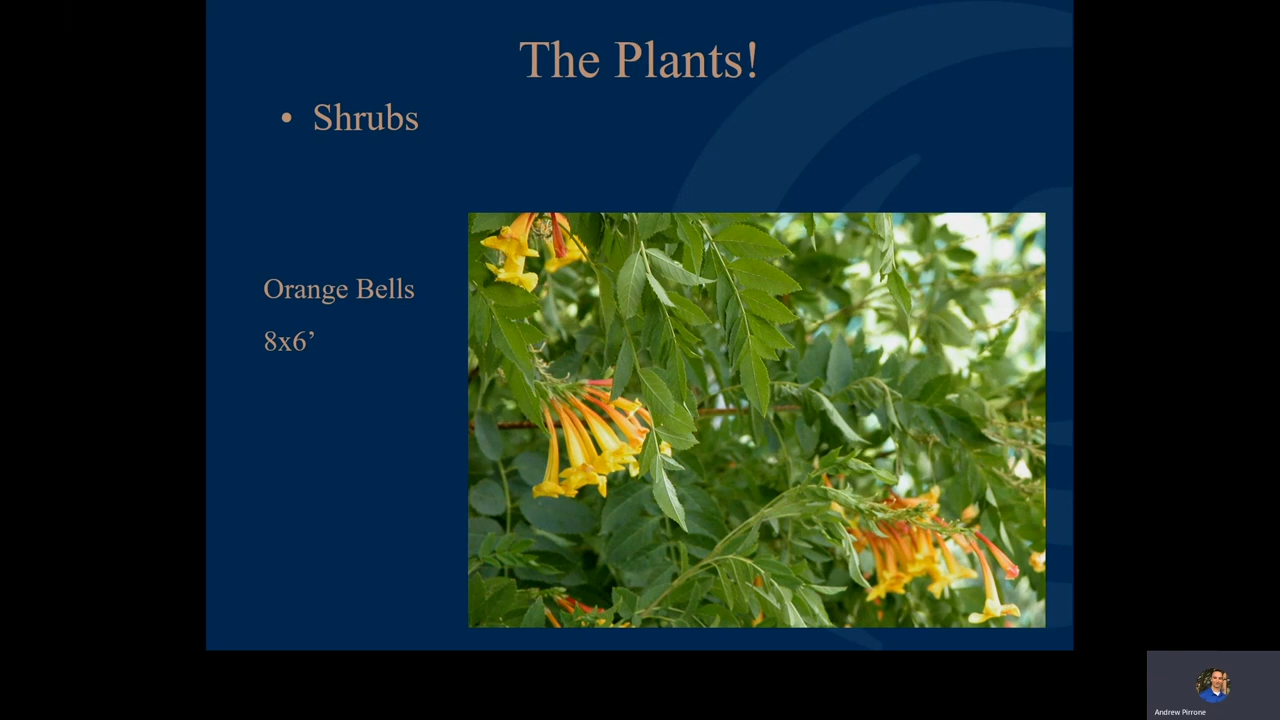 The Plants!
• Shrubs
Orange Bells
8x6’
Andrew Pirrone